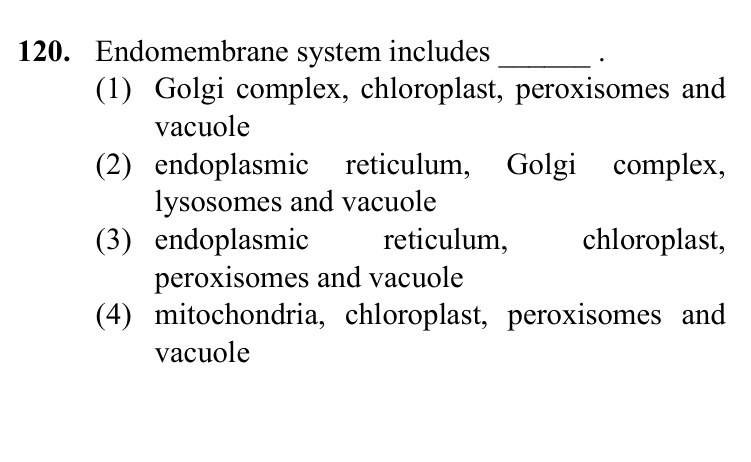 120. Endomembrane system includes ______ .
(1) Golgi complex, chloroplast, peroxisomes and
vacuole
(2) endoplasmic reticulum, Golgi complex,
lysosomes and vacuole
(3) endoplasmic reticulum, chloroplast,
peroxisomes and vacuole
(4) mitochondria, chloroplast, peroxisomes and
vacuole